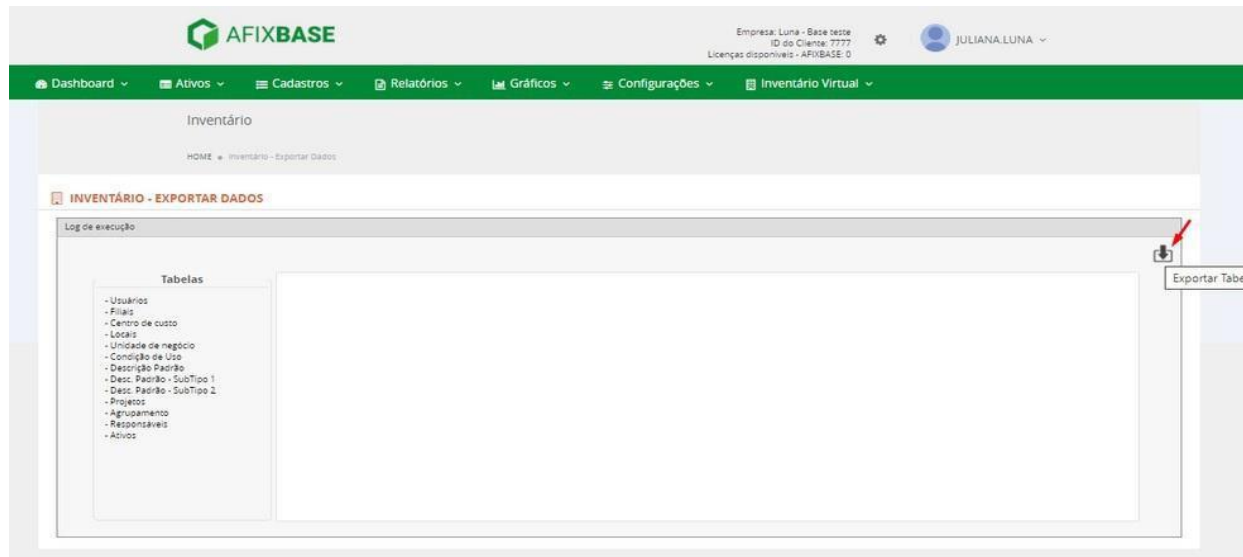 AFIXBASE
Empresa: Luna - Base teste
ID do Cliente: 7777
Licenças disponíveis - AFIXBASE: 0
JULIANA.LUNA
Dashboard
Ativos
Cadastros
Relatórios
Gráficos
Configurações
Inventário Virtual
Inventário
HOME Inventário - Exportar Dados
INVENTÁRIO - EXPORTAR DADOS
Log de execução
Exportar Tabe
Tabelas
- Usuários
- Filiais
- Centro de custo
- Locais
- Unidade de negócio
- Condição de Uso
- Descrição Padrão
- Desc. Padrão - SubTipo 1
- Desc. Padrão - SubTipo 2
- Projetos
- Agrupamento
- Responsáveis
- Ativos